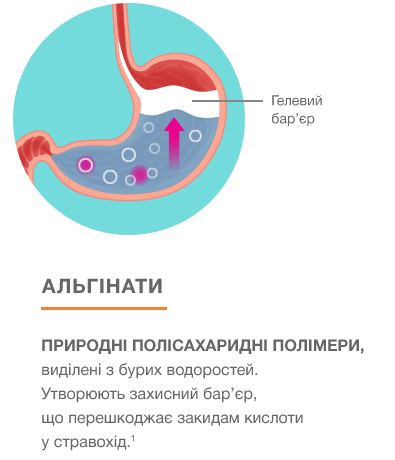 Гелевий
бар’єр
АЛЬГІНАТИ
ПРИРОДНІ ПОЛІСАХАРИДНІ ПОЛІМЕРИ,
виділені з бурих водоростей.
Утворюють захисний бар’єр,
що перешкоджає закидам кислоти
у стравохід.¹